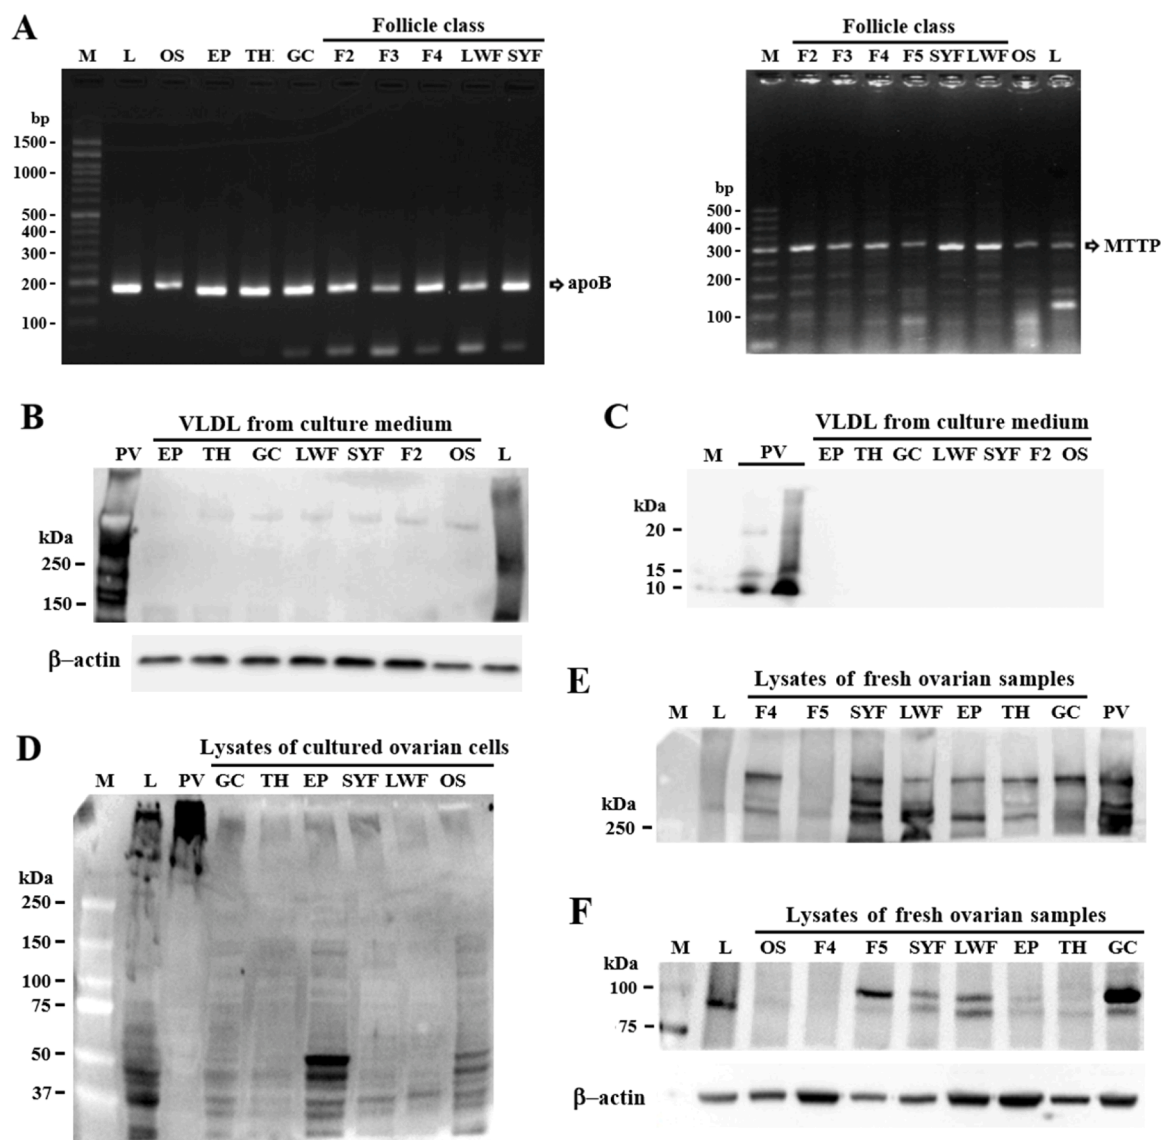 A
Follicle class
M L OS EP TH: GC F2 F3 F4 LWF SYF
bp
1500 -
1000 -
500 -
400 -
300 -
200 -
100 -
⇨ apoB
Follicle class
M F2 F3 F4 F5 SYF LWF OS L
bp
500 -
400 -
300 -
200 -
100 -
⇨ MTTP
B
VLDL from culture medium
PV EP TH GC LWF SYF F2 OS L
kDa
250 -
150 -
β–actin
C
VLDL from culture medium
M PV EP TH GC LWF SYF F2 OS
kDa
20 -
15 -
10 -
D
Lysates of cultured ovarian cells
M L PV GC TH EP SYF LWF OS
kDa
250 -
150 -
100 -
75 -
50 -
37 -
E
Lysates of fresh ovarian samples
M L F4 F5 SYF LWF EP TH GC PV
kDa
250 -
F
Lysates of fresh ovarian samples
M L OS F4 F5 SYF LWF EP TH GC
kDa
100 -
75 -
β–actin